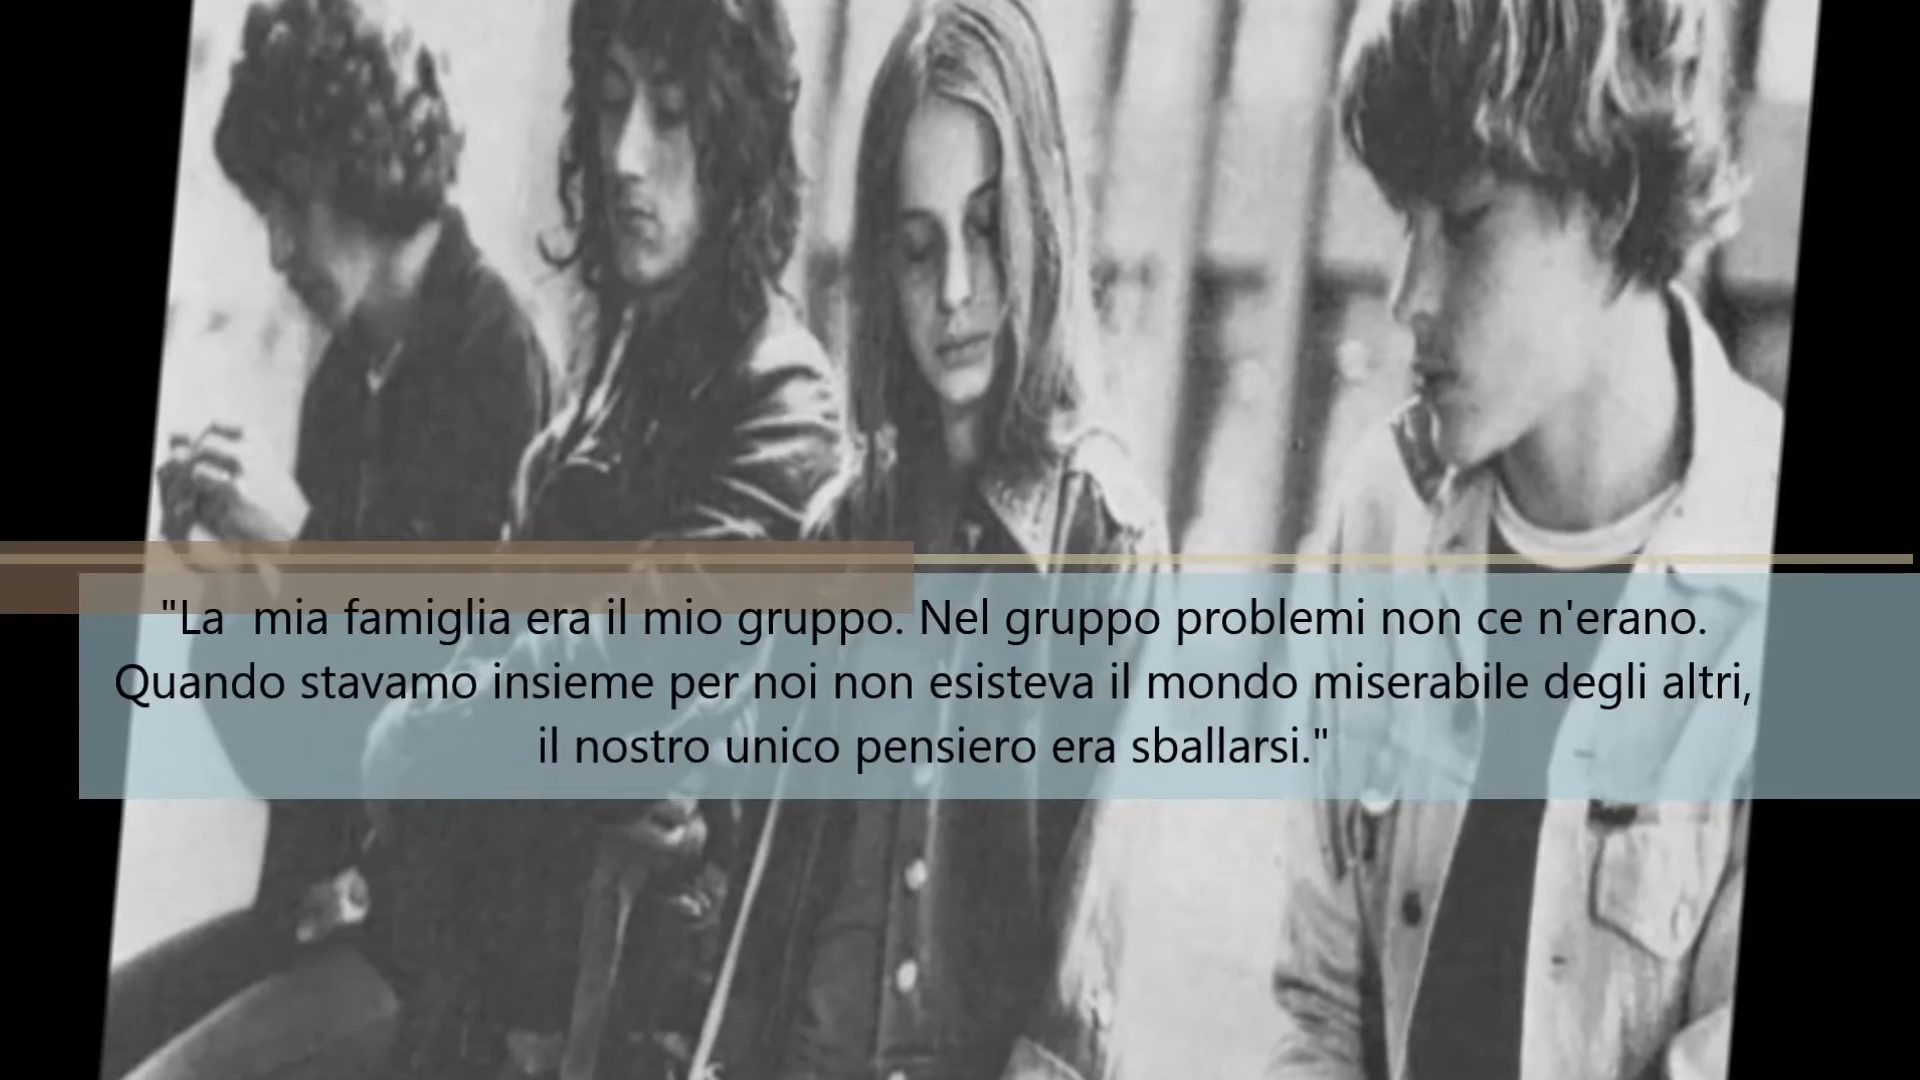 "La  mia famiglia era il mio gruppo. Nel gruppo problemi non ce n'erano.
Quando stavamo insieme per noi non esisteva il mondo miserabile degli altri,
il nostro unico pensiero era sballarsi."